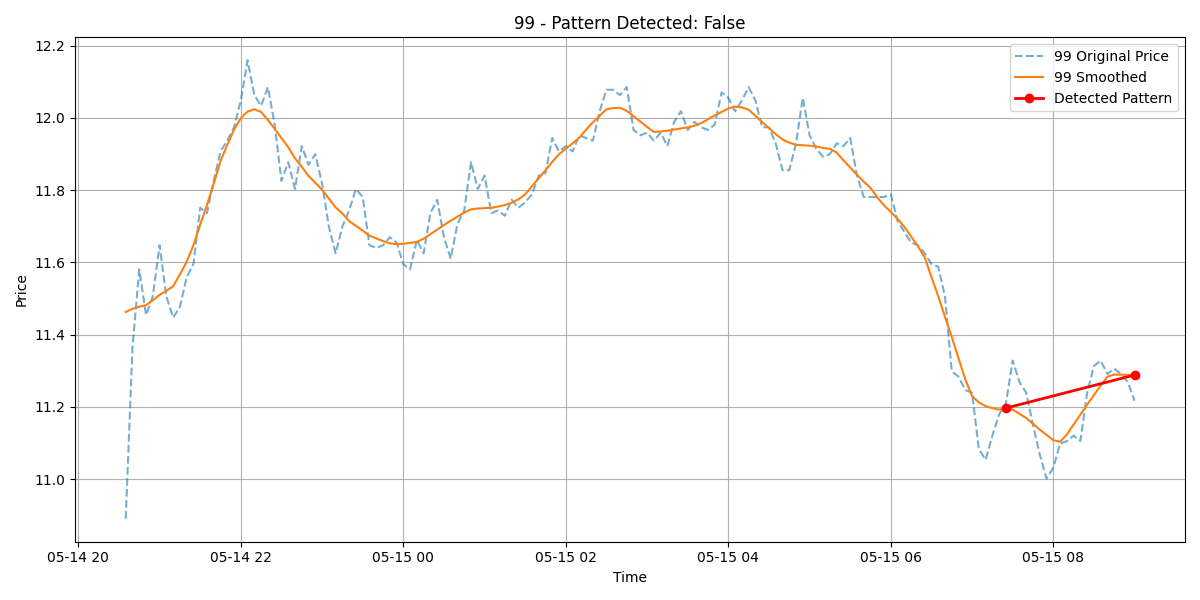 99 - Pattern Detected: False
99 Original Price
99 Smoothed
Detected Pattern
Price
12.2
12.0
11.8
11.6
11.4
11.2
11.0
05-14 20
05-14 22
05-15 00
05-15 02
05-15 04
05-15 06
05-15 08
Time